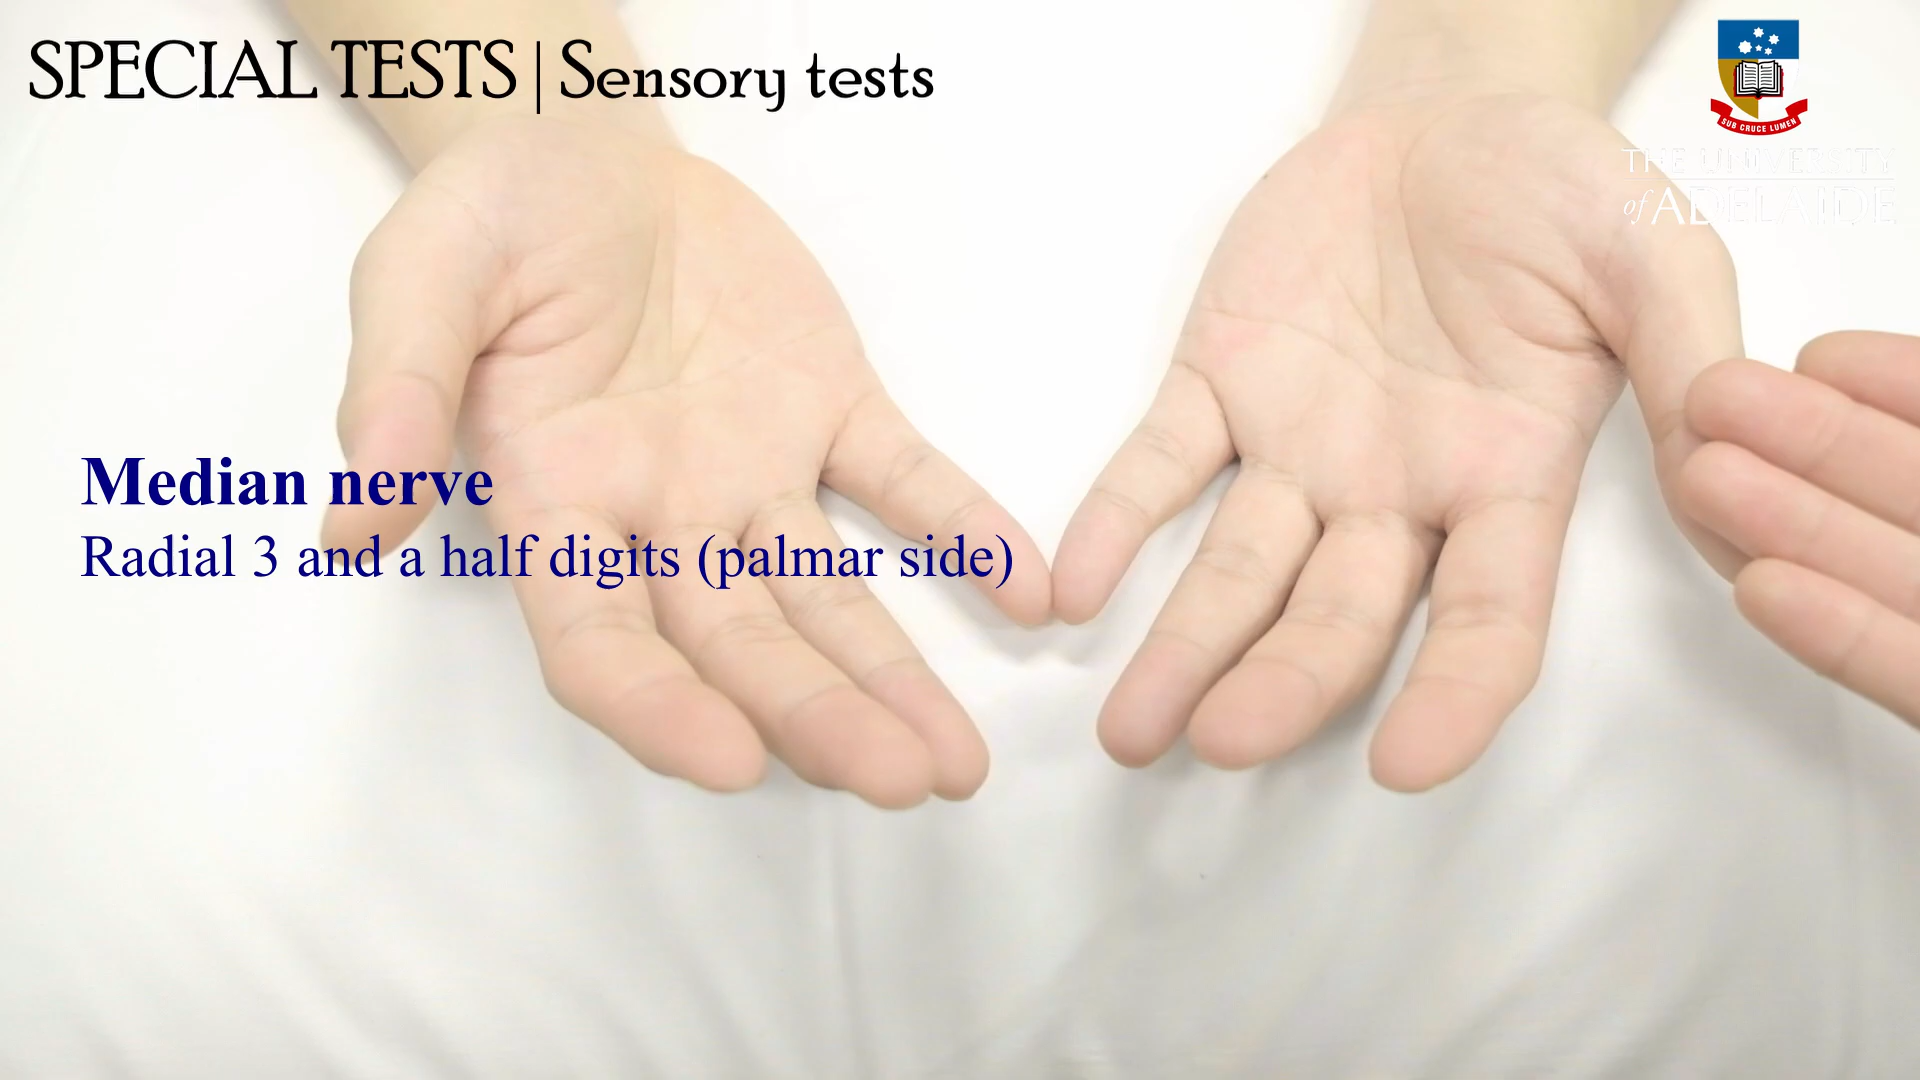 SPECIAL TESTS | Sensory tests
SUB CRUCE LUMEN
THE UNIVERSITY
of ADELAIDE
Median nerve
Radial 3 and a half digits (palmar side)